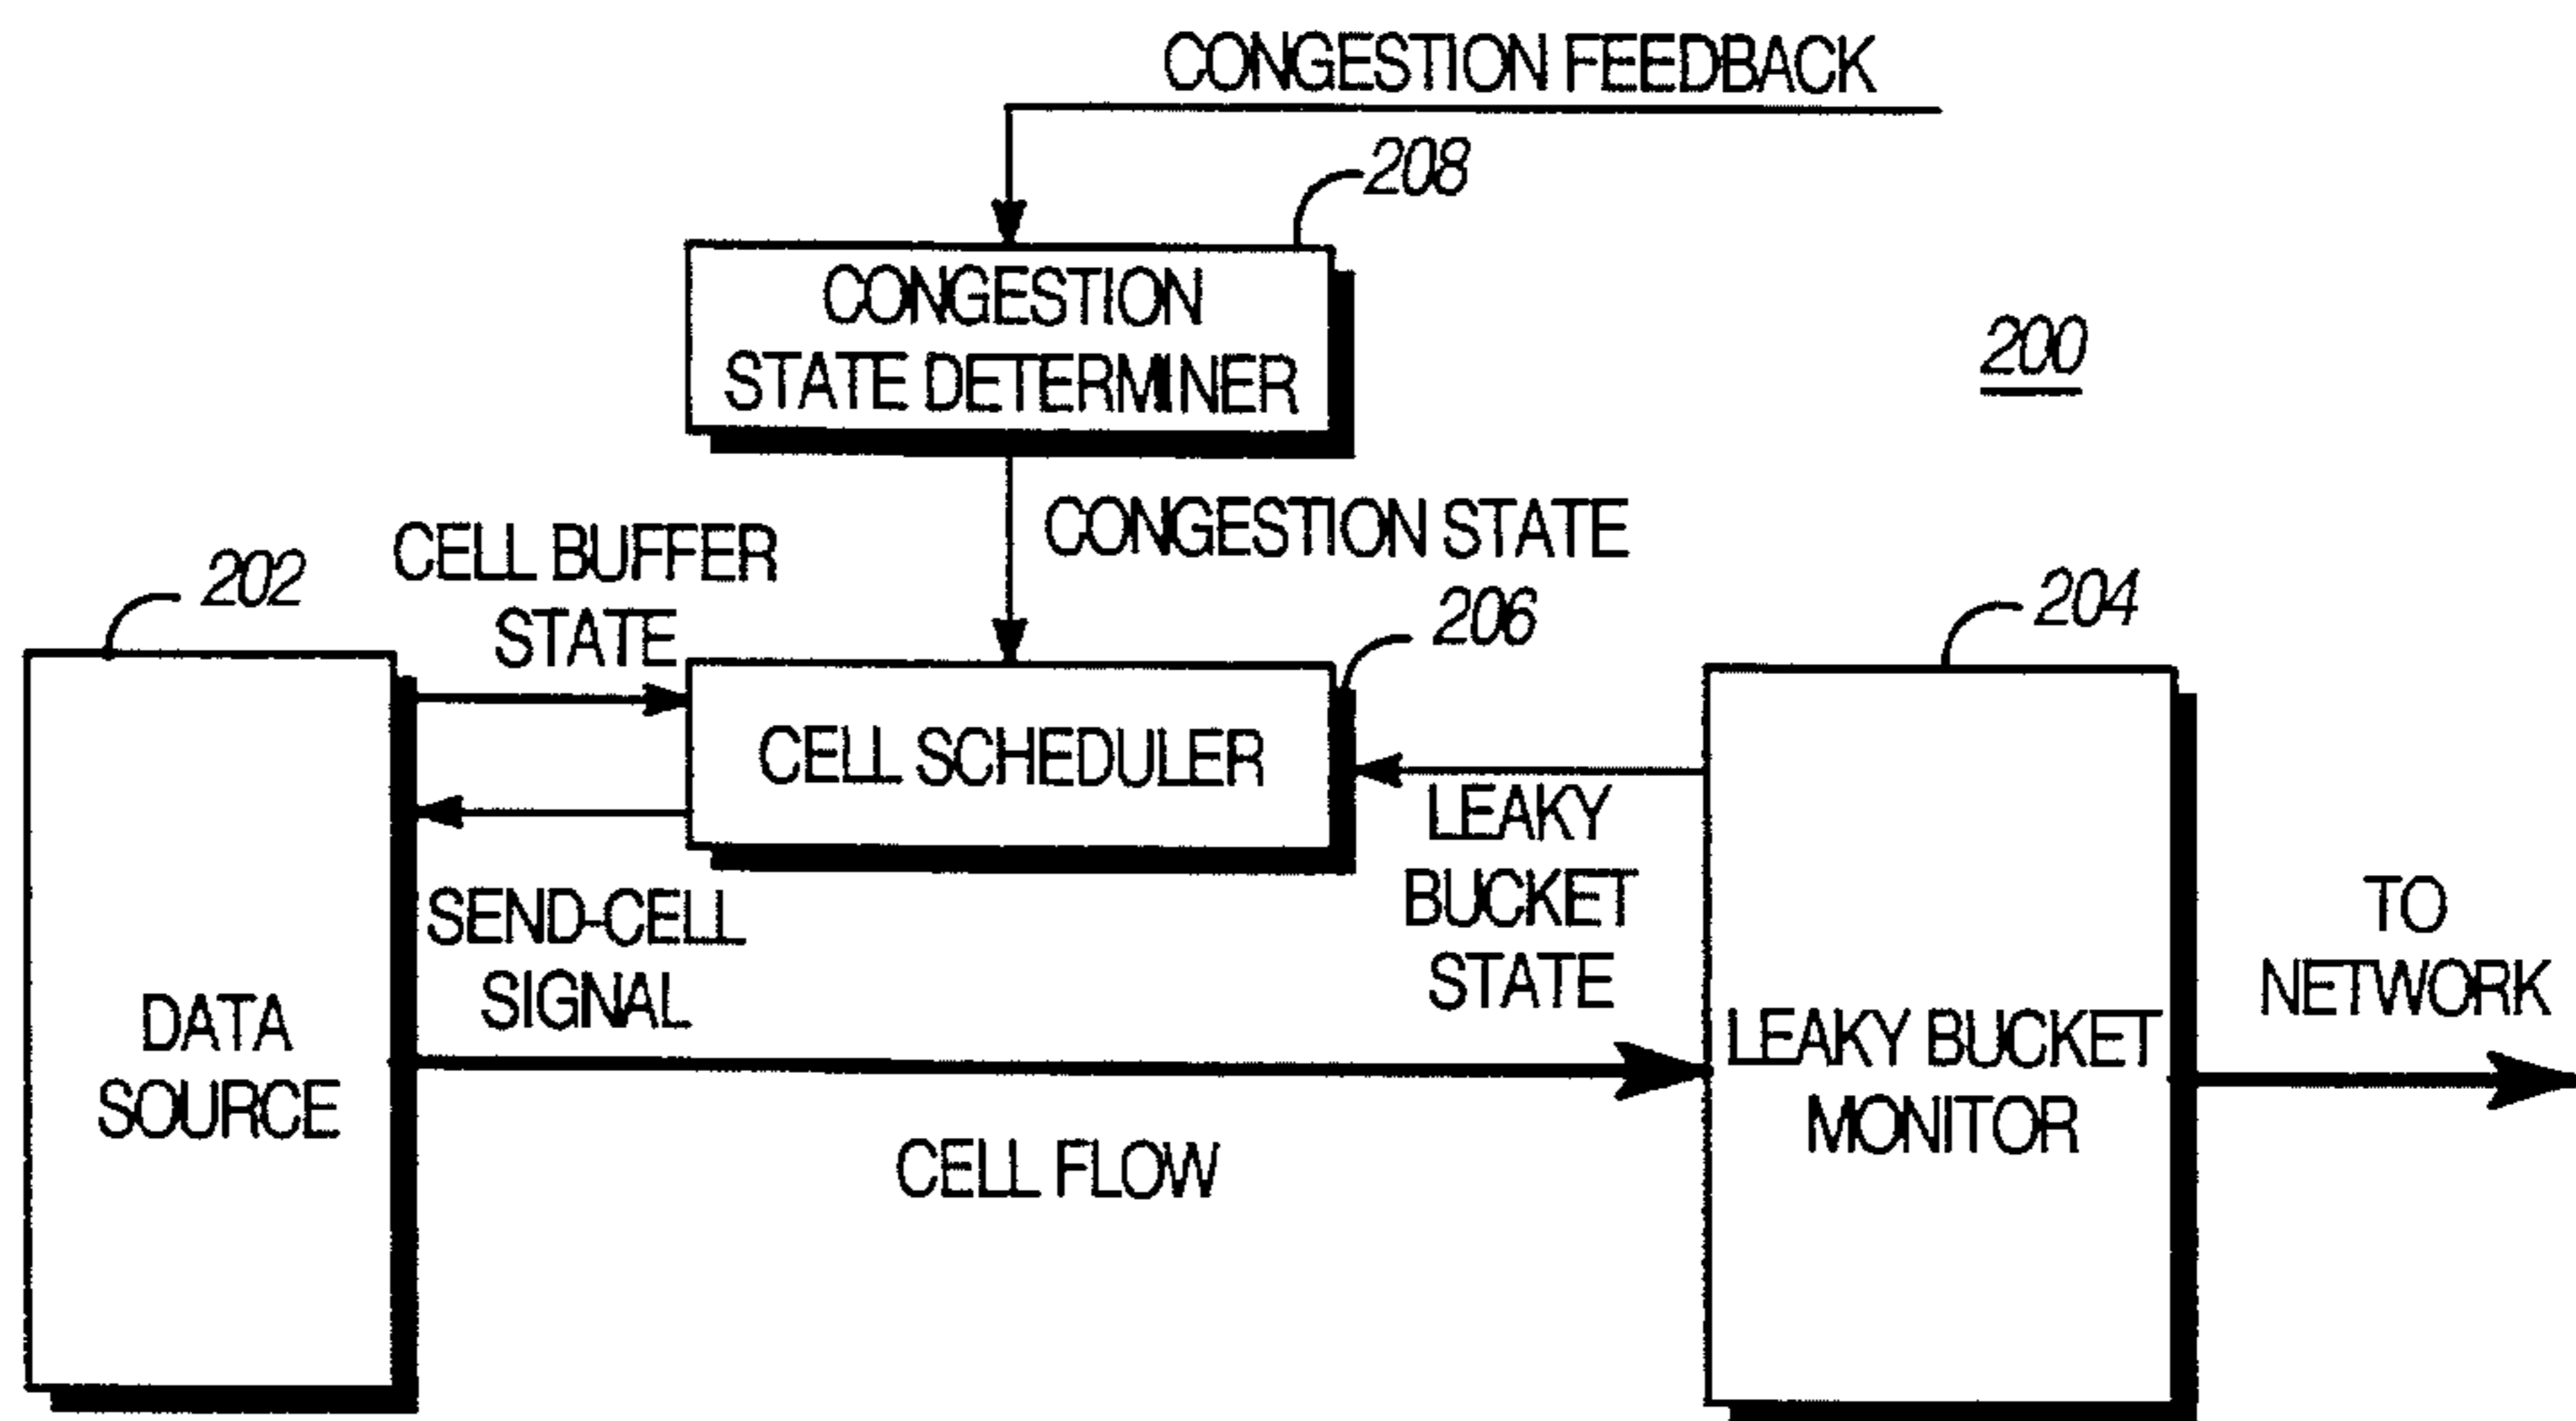 CONGESTION FEEDBACK
208
CONGESTION
STATE DETERMINER
200
CONGESTION STATE
CELL BUFFER
STATE
202
206
204
CELL SCHEDULER
LEAKY
BUCKET
STATE
SEND-CELL
SIGNAL
DATA
SOURCE
LEAKY BUCKET
MONITOR
TO
NETWORK
CELL FLOW